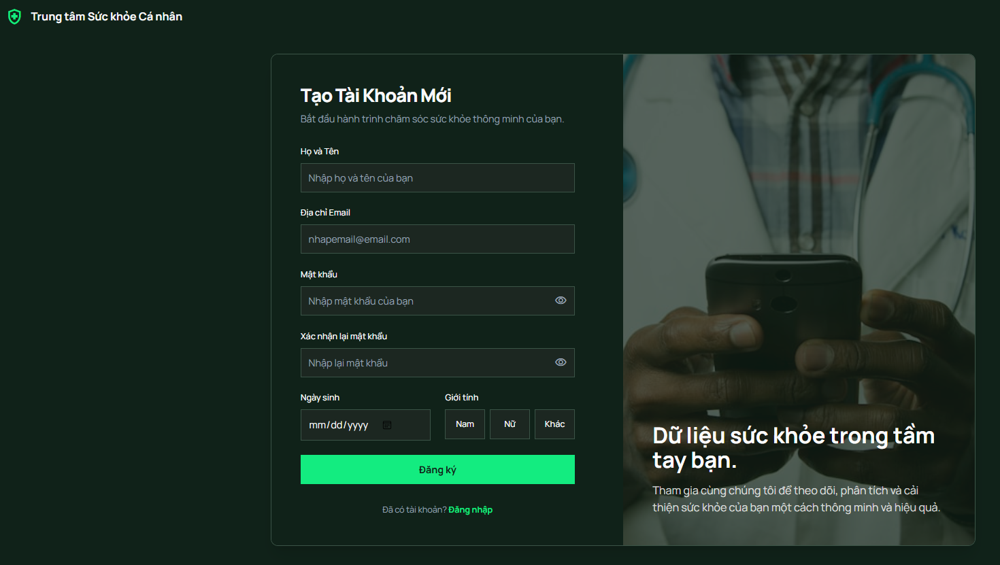 Trung tâm Sức khỏe Cá nhân
Tạo Tài Khoản Mới
Bắt đầu hành trình chăm sóc sức khỏe thông minh của bạn.
Họ và Tên
Nhập họ và tên của bạn
Địa chỉ Email
nhapemail@email.com
Mật khẩu
Nhập mật khẩu của bạn
Xác nhận lại mật khẩu
Nhập lại mật khẩu
Ngày sinh
mm/dd/yyyy
Giới tính
Nam
Nữ
Khác
Đăng ký
Đã có tài khoản? Đăng nhập
Dữ liệu sức khỏe trong tầm
tay bạn.
Tham gia cùng chúng tôi để theo dõi, phân tích và cải
thiện sức khỏe của bạn một cách thông minh và hiệu quả.